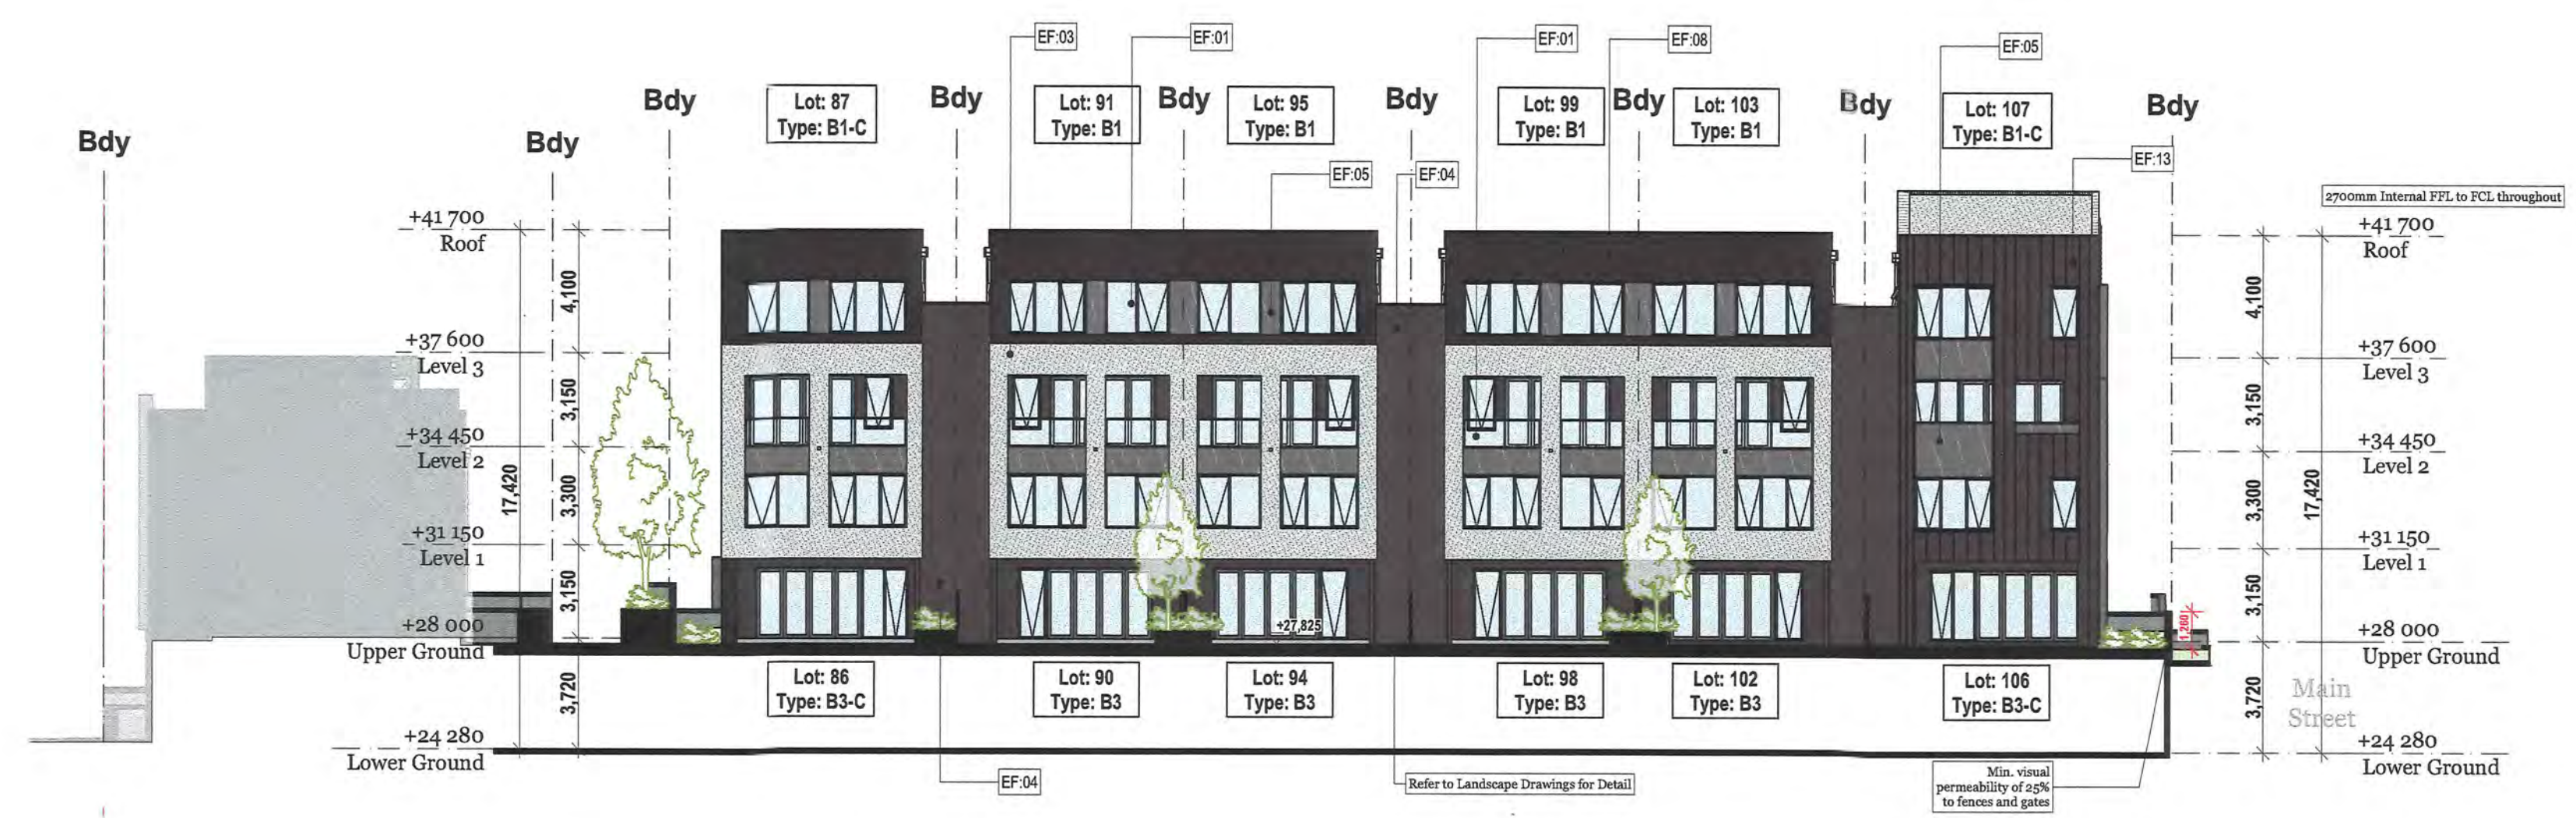 EF:03
EF:01
EF:01
EF:08
EF:05
Bdy
Bdy
Bdy
Lot: 87
Type: B1-C
Bdy
Lot: 91
Type: B1
Bdy
Lot: 95
Type: B1
Bdy
Lot: 99
Type: B1
Bdy
Lot: 103
Type: B1
Bdy
Lot: 107
Type: B1-C
Bdy
EF:05
EF:04
EF:13
2700mm Internal FFL to FCL throughout
+41 700
Roof
+37 600
Level 3
+34 450
Level 2
+31 150
Level 1
+28 000
Upper Ground
+24 280
Lower Ground
17,420
4,100
3,150
3,300
3,150
3,720
+27,825
Lot: 86
Type: B3-C
Lot: 90
Type: B3
Lot: 94
Type: B3
Lot: 98
Type: B3
Lot: 102
Type: B3
Lot: 106
Type: B3-C
EF:04
Refer to Landscape Drawings for Detail
Min. visual
permeability of 25%
to fences and gates
1,260
4,100
3,150
3,300
3,150
3,720
17,420
+41 700
Roof
+37 600
Level 3
+34 450
Level 2
+31 150
Level 1
+28 000
Upper Ground
Main
Street
+24 280
Lower Ground